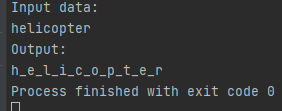 Input data:
helicopter
Output:
h_e_l_i_c_o_p_t_e_r
Process finished with exit code 0